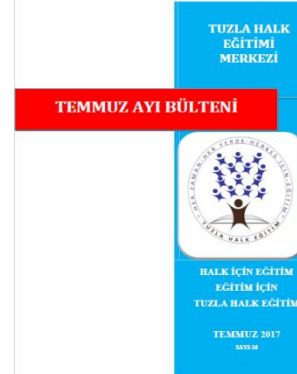 TUZLA HALK
EĞİTİMİ
MERKEZİ
TEMMUZ AYI BÜLTENİ
HER ZAMAN-HER YERDE-HERKES İÇİN-EĞİTİM
TUZLA HALK EĞİTİM
HALK İÇİN EĞİTİM
EĞİTİM İÇİN
TUZLA HALK EĞİTİM
TEMMUZ 2017